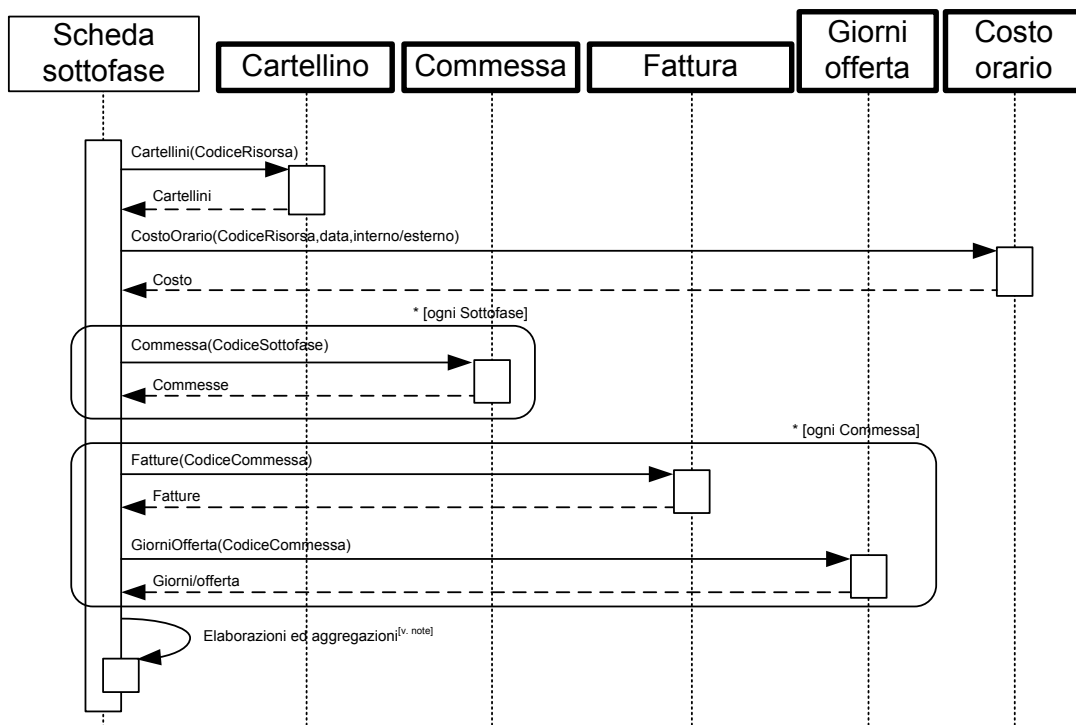 Scheda
sottofase
Cartellino
Commessa
Fattura
Giorni
offerta
Costo
orario
Cartellini(CodiceRisorsa)
Cartellini
CostoOrario(CodiceRisorsa,data,interno/esterno)
Costo
* [ogni Sottofase]
Commessa(CodiceSottofase)
Commesse
* [ogni Commessa]
Fatture(CodiceCommessa)
Fatture
GiorniOfferta(CodiceCommessa)
Giorni/offerta
Elaborazioni ed aggregazioni[v. note]